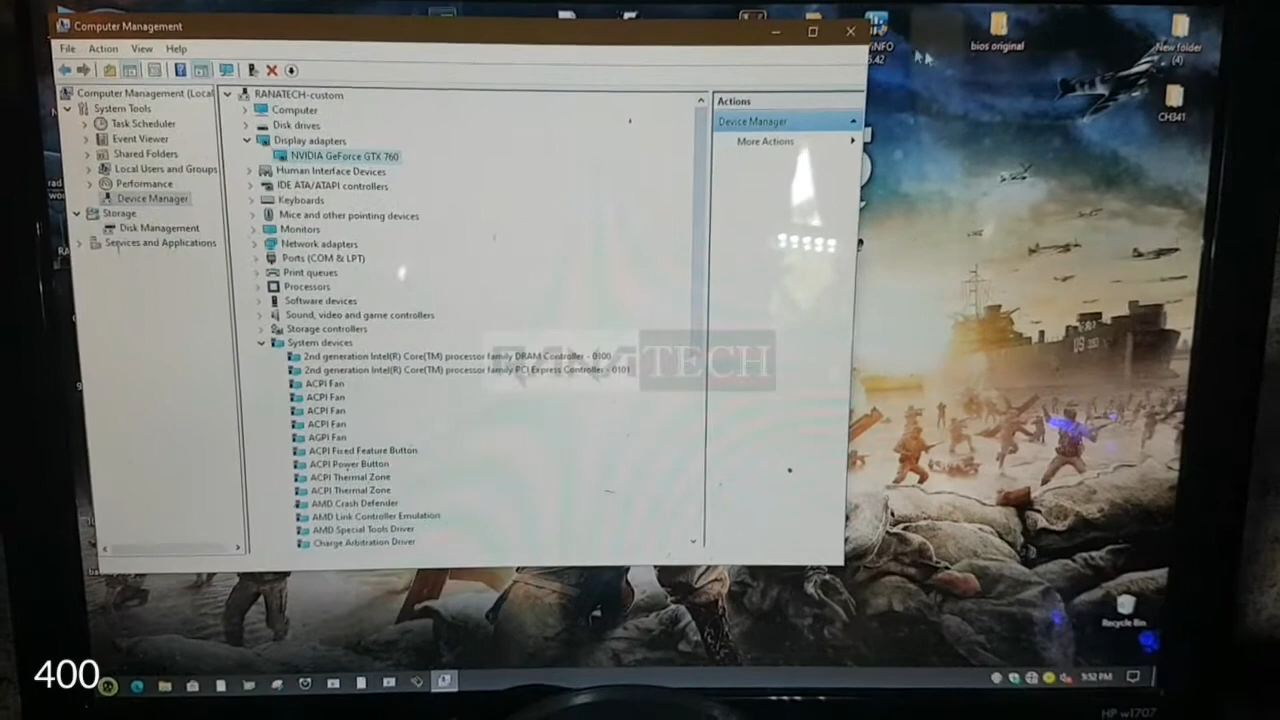 Computer Management
File Action View Help
Computer Management (Local
System Tools
Task Scheduler
Event Viewer
Shared Folders
Local Users and Groups
Performance
Device Manager
Storage
Disk Management
Services and Applications
RANATECH-custom
Computer
Disk drives
Display adapters
NVIDIA GeForce GTX 760
Human Interface Devices
IDE ATA/ATAPI controllers
Keyboards
Mice and other pointing devices
Monitors
Network adapters
Ports (COM & LPT)
Print queues
Processors
Software devices
Sound, video and game controllers
Storage controllers
System devices
2nd generation Intel(R) Core(TM) processor family DRAM Controller - 0100
2nd generation Intel(R) Core(TM) processor family PCI Express Controller - 0101
ACPI Fan
ACPI Fan
ACPI Fan
ACPI Fan
ACPI Fan
ACPI Fixed Feature Button
ACPI Power Button
ACPI Thermal Zone
ACPI Thermal Zone
AMD Crash Defender
AMD Link Controller Emulation
AMD Special Tools Driver
Charge Arbitration Driver
Actions
Device Manager
More Actions
RANATECH
bios original
New folder
(4)
CH341
Recycle Bin
5:52 PM
HP w1707
400